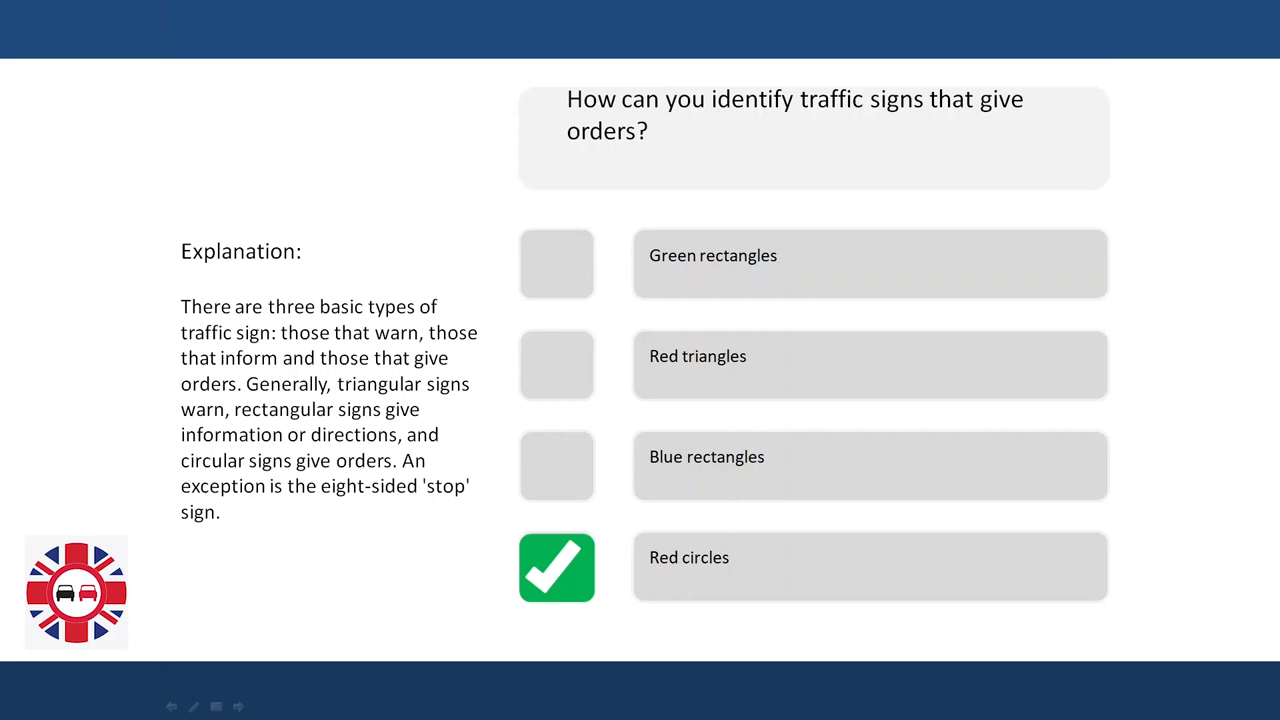 How can you identify traffic signs that give
orders?
Explanation:
There are three basic types of
traffic sign: those that warn, those
that inform and those that give
orders. Generally, triangular signs
warn, rectangular signs give
information or directions, and
circular signs give orders. An
exception is the eight-sided 'stop'
sign.
Green rectangles
Red triangles
Blue rectangles
Red circles